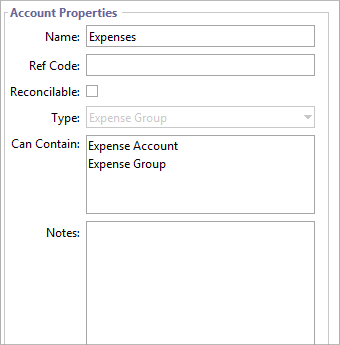 Account Properties
Name: Expenses
Ref Code:
Reconcilable:
Type: Expense Group
Can Contain: Expense Account
Expense Group
Notes: